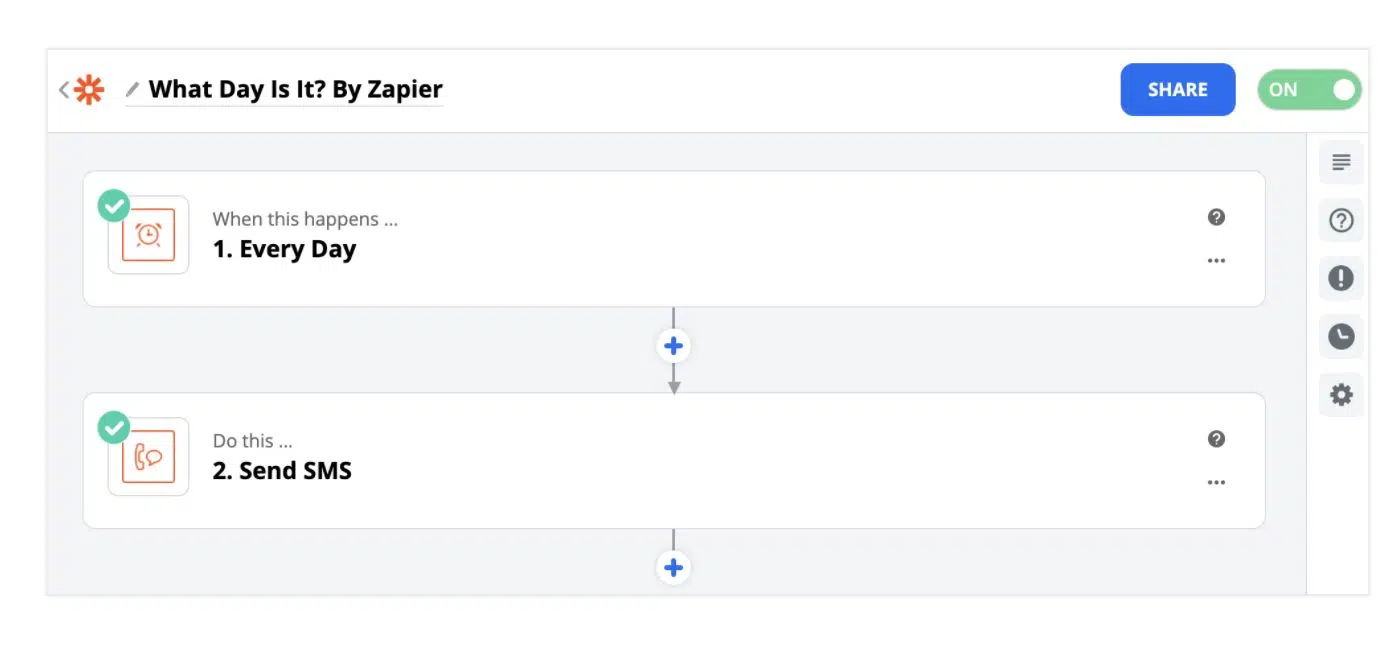 What Day Is It? By Zapier
SHARE
ON
When this happens ...
1. Every Day
Do this ...
2. Send SMS